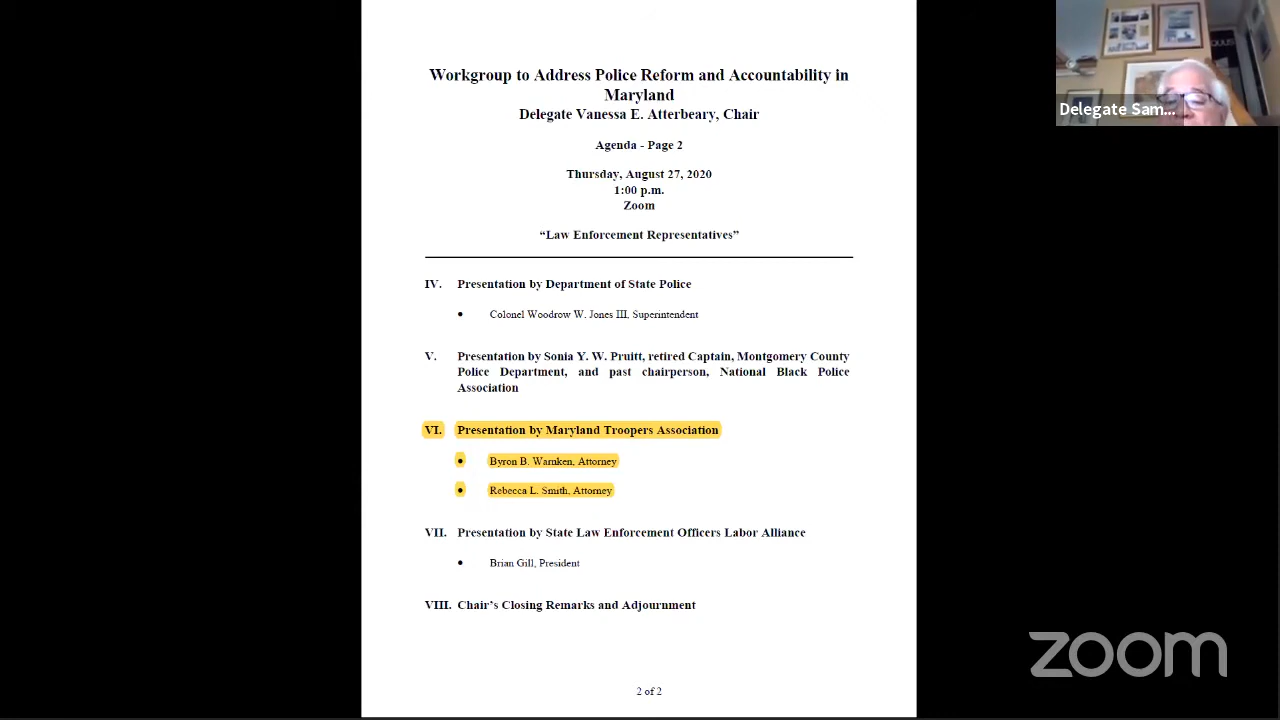 Workgroup to Address Police Reform and Accountability in
Maryland
Delegate Vanessa E. Atterbeary, Chair
Agenda - Page 2
Thursday, August 27, 2020
1:00 p.m.
Zoom
“Law Enforcement Representatives”
IV. Presentation by Department of State Police
• Colonel Woodrow W. Jones III, Superintendent
V. Presentation by Sonia Y. W. Pruitt, retired Captain, Montgomery County
Police Department, and past chairperson, National Black Police
Association
VI. Presentation by Maryland Troopers Association
• Byron B. Warnken, Attorney
• Rebecca L. Smith, Attorney
VII. Presentation by State Law Enforcement Officers Labor Alliance
• Brian Gill, President
VIII. Chair’s Closing Remarks and Adjournment
2 of 2
Delegate Sam...
zoom